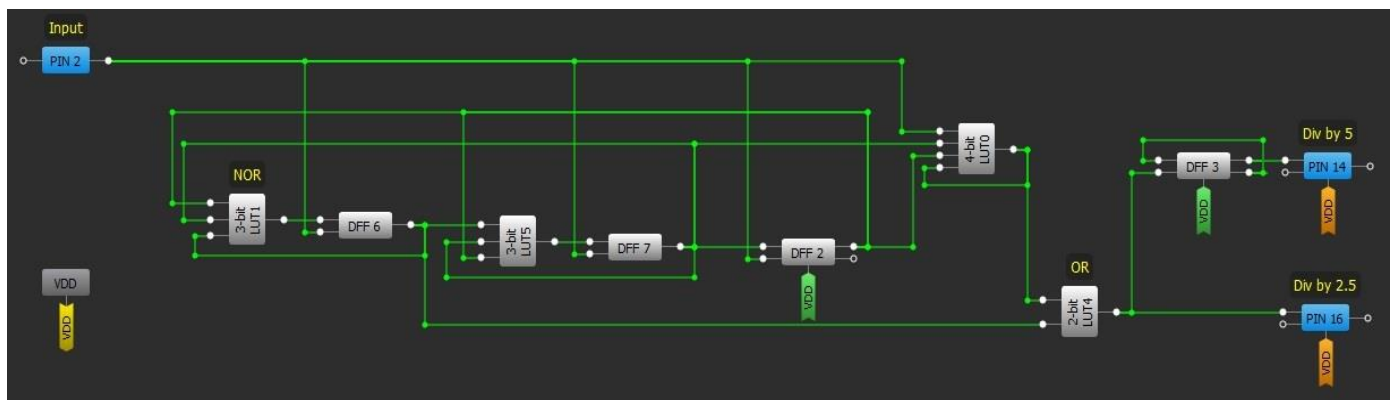 Input
PIN 2
NOR
3-bit
LUT1
DFF 6
3-bit
LUT5
DFF 7
DFF 2
VDD
4-bit
LUT0
OR
2-bit
LUT4
DFF 3
VDD
Div by 5
PIN 14
VDD
Div by 2.5
PIN 16
VDD
VDD
VDD